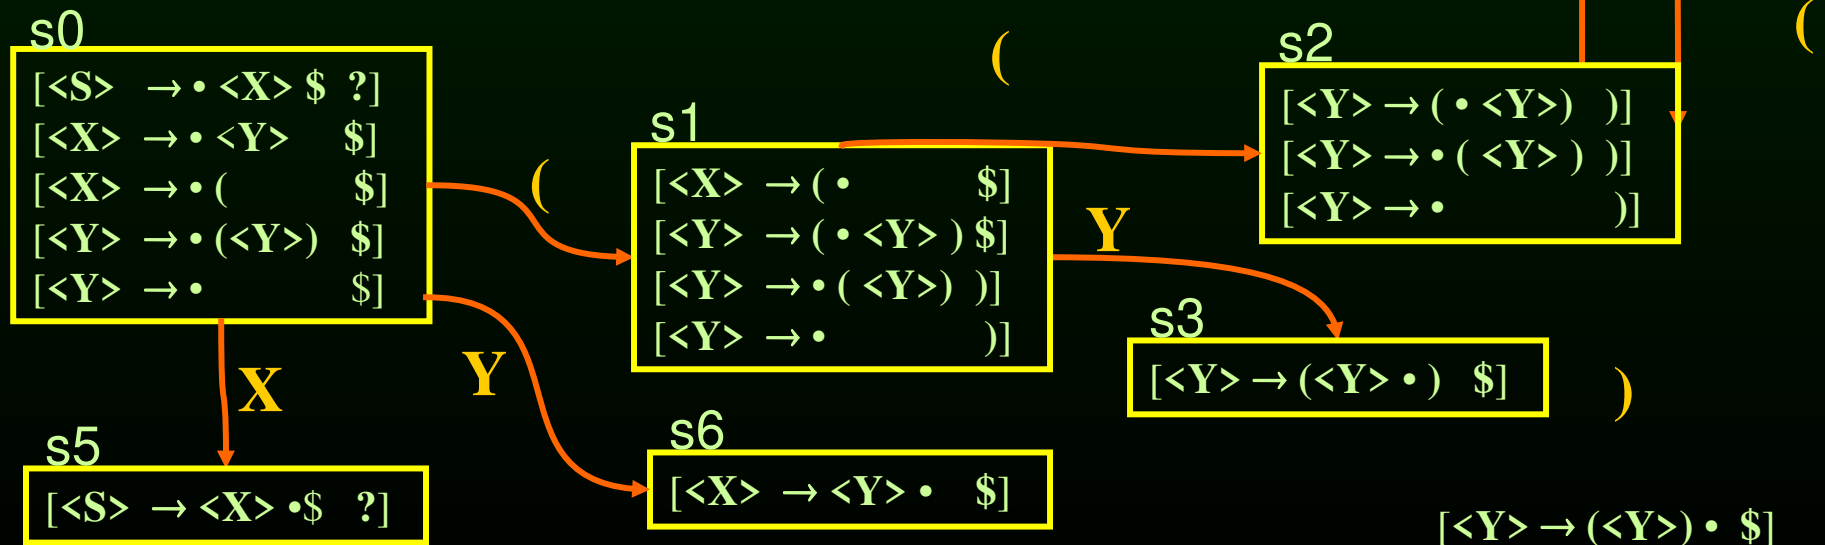 s0
[<S> → • <X> $ ?]
[<X> → • <Y> $]
[<X> → • ( $]
[<Y> → • (<Y>) $]
[<Y> → • $]
(
X
Y
s5
[<S> → <X> •$ ?]
s1
[<X> → ( • $]
[<Y> → ( • <Y> ) $]
[<Y> → • ( <Y>) )]
[<Y> → • )]
(
Y
s6
[<X> → <Y> • $]
s2
[<Y> → ( • <Y>) )]
[<Y> → • ( <Y> ) )]
[<Y> → • )]
(
s3
[<Y> → (<Y> • ) $]
)
[<Y> → (<Y>) • $]